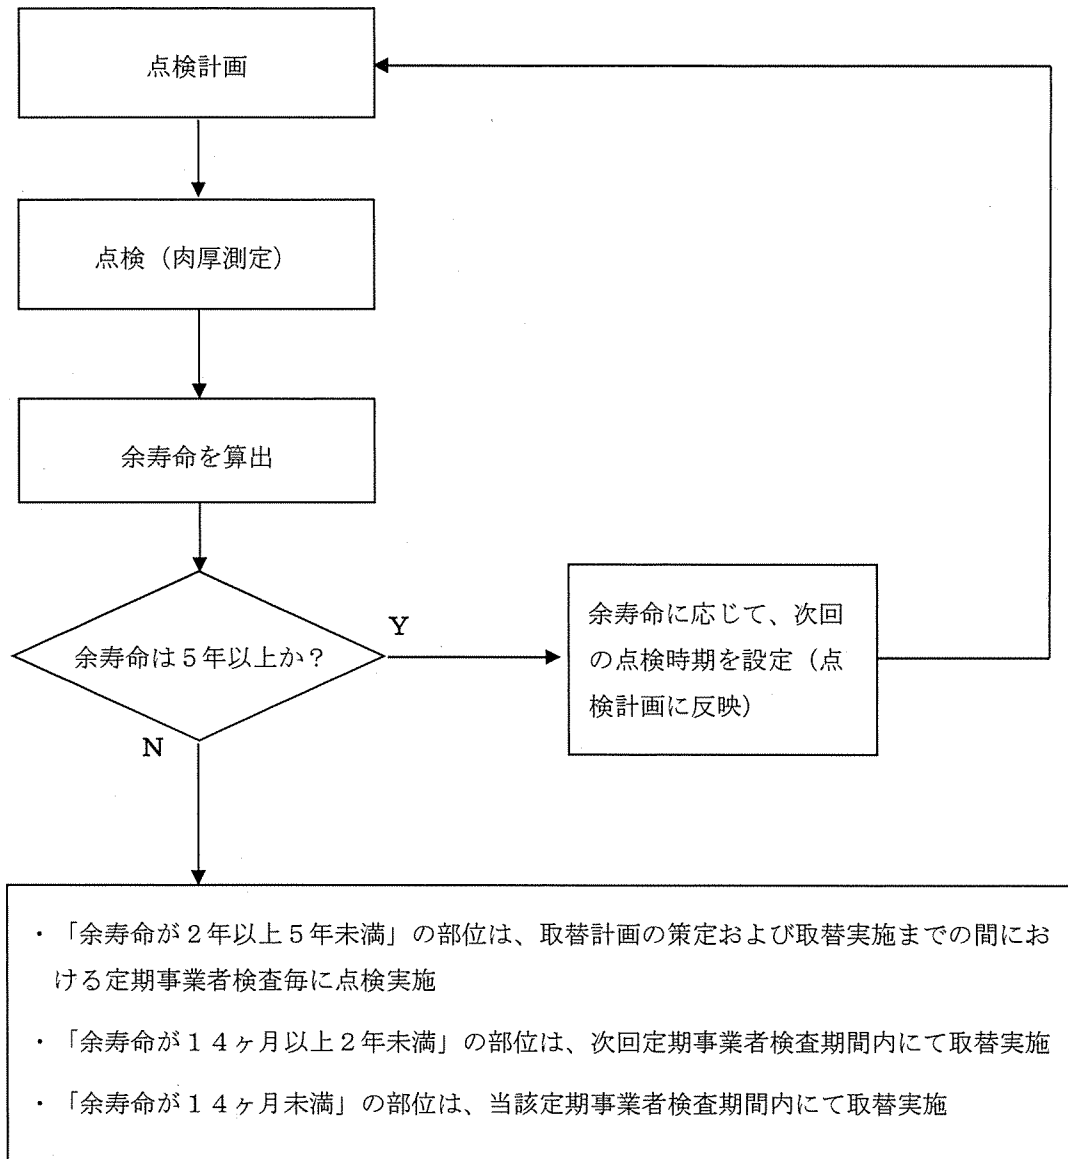 点検計画
点検（肉厚測定）
余寿命を算出
余寿命は５年以上か？
Y
余寿命に応じて、次回
の点検時期を設定（点
検計画に反映）
N
・「余寿命が２年以上５年未満」の部位は、取替計画の策定および取替実施までの間にお
ける定期事業者検査毎に点検実施
・「余寿命が１４ヶ月以上２年未満」の部位は、次回定期事業者検査期間内にて取替実施
・「余寿命が１４ヶ月未満」の部位は、当該定期事業者検査期間内にて取替実施